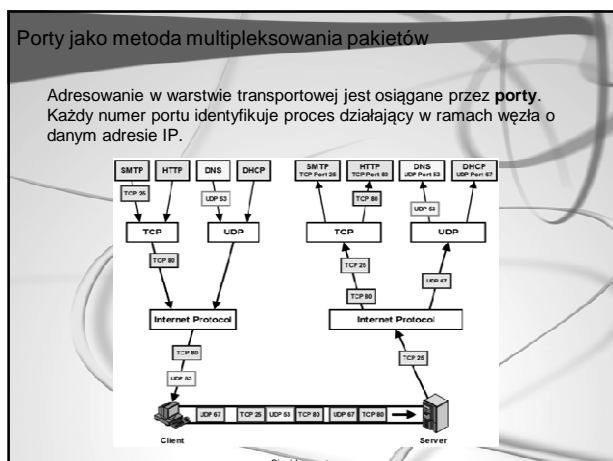 Porty jako metoda multipleksowania pakietów
Adresowanie w warstwie transportowej jest osiągane przez porty.
Każdy numer portu identyfikuje proces działający w ramach węzła o
danym adresie IP.
SMTP HTTP DNS DHCP
TCP 25 UDP 53
TCP UDP
TCP 80
Internet Protocol
TCP 80
UDP 53
Client
UDP 67 TCP 25 UDP 53 TCP 80 UDP 67 TCP 80
SMTP HTTP DNS DHCP
TCP Port 25 TCP Port 80 UDP Port 53 UDP Port 67
TCP 80 UDP 53
TCP UDP
TCP 25
UDP 67
TCP 80
Internet Protocol
TCP 25
Server